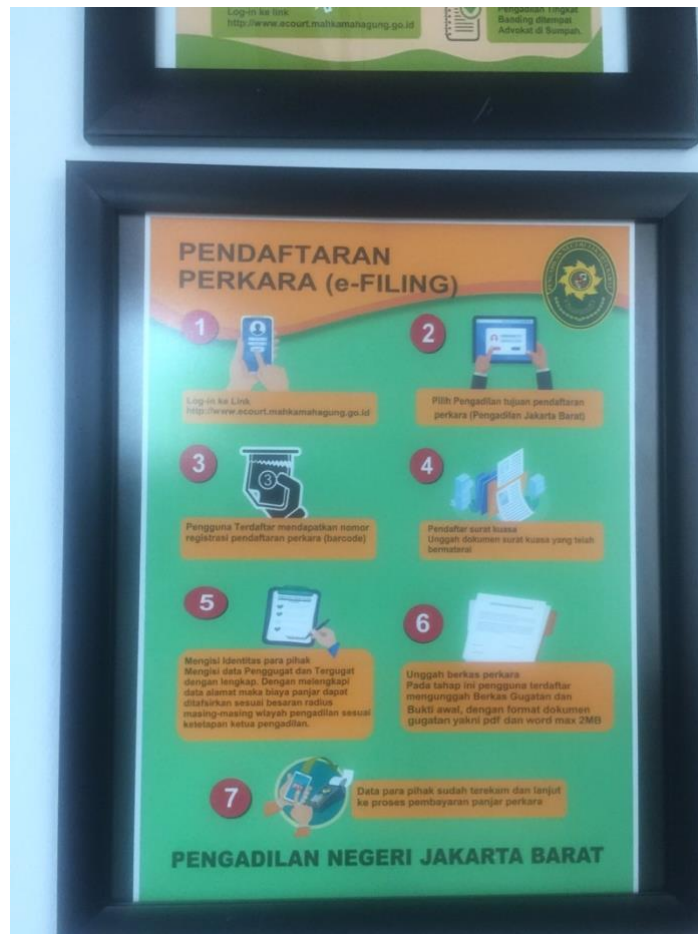 Log-in ke link
http://www.ecourt.mahkamahagung.go.id
Pengadilan Tingkat
Banding ditempat
Advakat di Sumpah.
PENDAFTARAN
PERKARA (e-FILING)
1
Log-in ke Link
http://www.ecourt.mahkamahagung.go.id
2
Pilih Pengadilan tujuan pendaftaran
perkara (Pengadilan Jakarta Barat)
3
3
Pengguna Terdaftar mendapatkan nomor
registrasi pendaftaran perkara (barcode)
4
Pendaftar surat kuasa
Unggah dokumen surat kuasa yang telah
bermaterai
5
Mengisi Identitas para pihak
Mengisi data Penggugat dan Tergugat
dengan lengkap. Dengan melengkapi
data alamat maka biaya panjar dapat
ditafsirkan sesuai besaran radius
masing-masing wilayah pengadilan sesuai
ketetapan ketua pengadilan.
6
Unggah berkas perkara
Pada tahap ini pengguna terdaftar
mengunggah Berkas Gugatan dan
Bukti awal, dengan format dokumen
gugatan yakni pdf dan word max 2MB
7
Data para pihak sudah terekam dan lanjut
ke proses pembayaran panjar perkara
PENGADILAN NEGERI JAKARTA BARAT